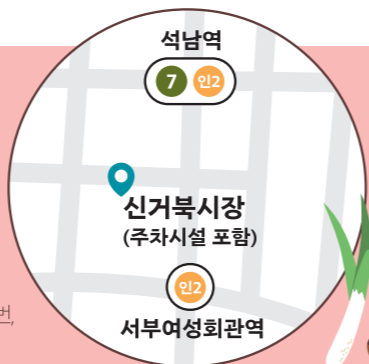 석남역
7 인2
신거북시장
(주차시설 포함)
인2
서부여성회관역
번,